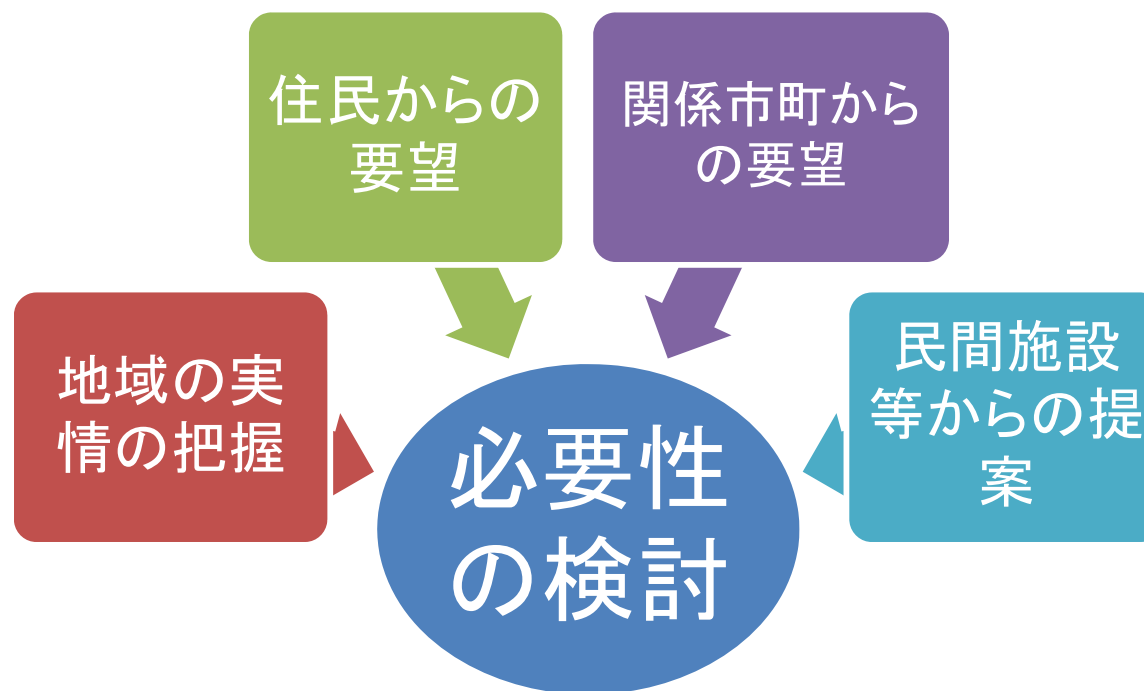 住民からの
要望
関係市町から
の要望
地域の実
情の把握
民間施設
等からの提
案
必要性
の検討